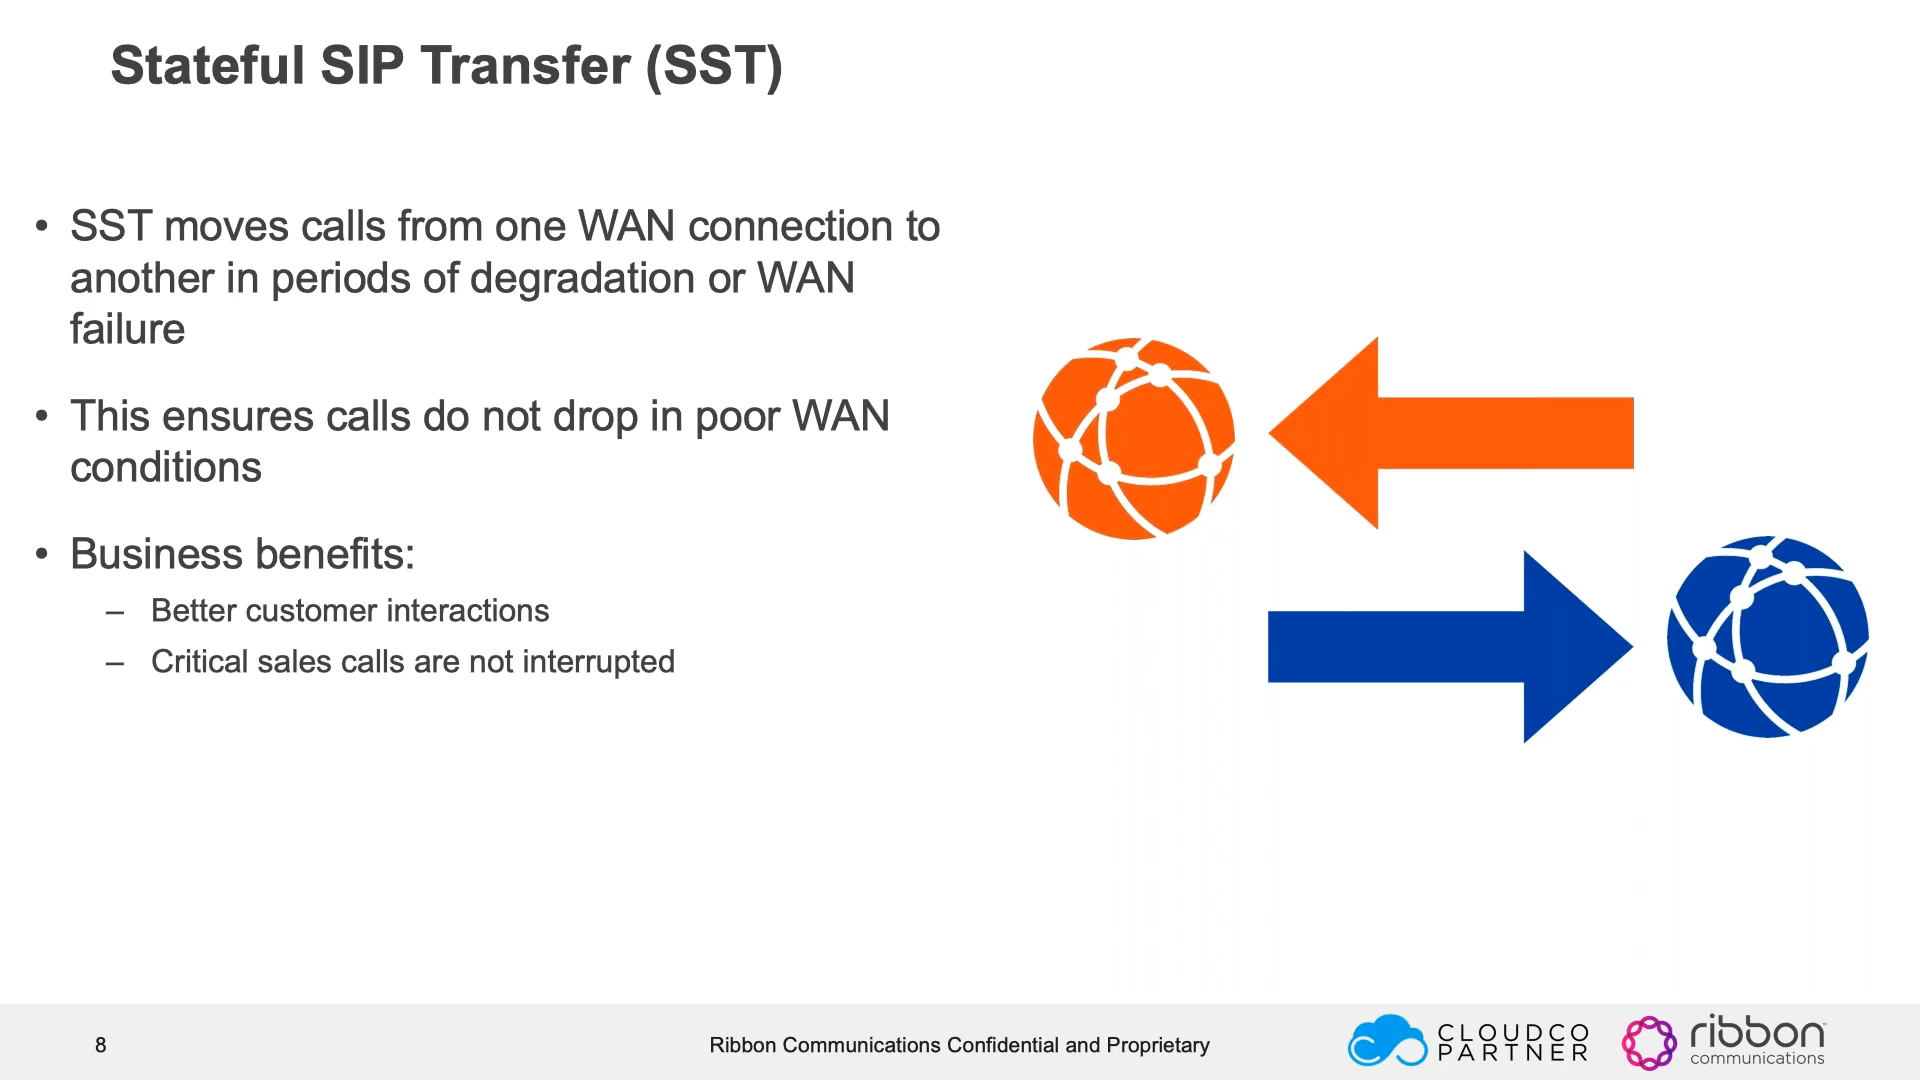 Stateful SIP Transfer (SST)
• SST moves calls from one WAN connection to
another in periods of degradation or WAN
failure
• This ensures calls do not drop in poor WAN
conditions
• Business benefits:
– Better customer interactions
– Critical sales calls are not interrupted
8
Ribbon Communications Confidential and Proprietary
CLOUDCO
PARTNER
ribbon
communications